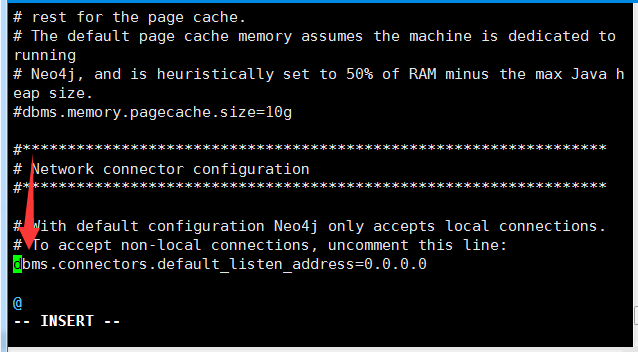 # rest for the page cache.
# The default page cache memory assumes the machine is dedicated to
running
# Neo4j, and is heuristically set to 50% of RAM minus the max Java h
eap size.
#dbms.memory.pagecache.size=10g
#*****************************************************************
# Network connector configuration
#*****************************************************************
# With default configuration Neo4j only accepts local connections.
# To accept non-local connections, uncomment this line:
dbms.connectors.default_listen_address=0.0.0.0
@
-- INSERT --